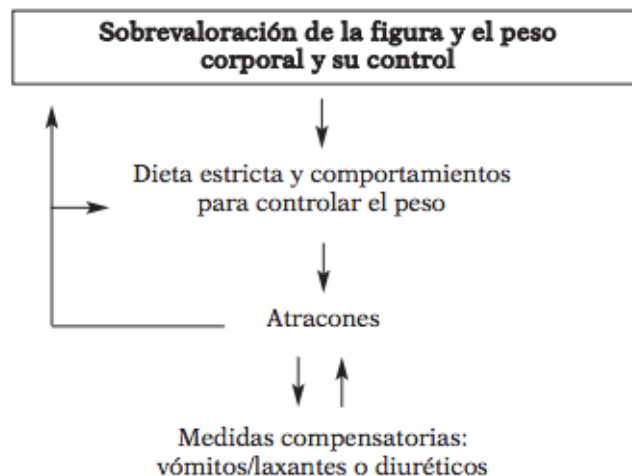 Sobrevaloración de la figura y el peso
corporal y su control
Dieta estricta y comportamientos
para controlar el peso
Atracones
Medidas compensatorias:
vómitos/laxantes o diuréticos